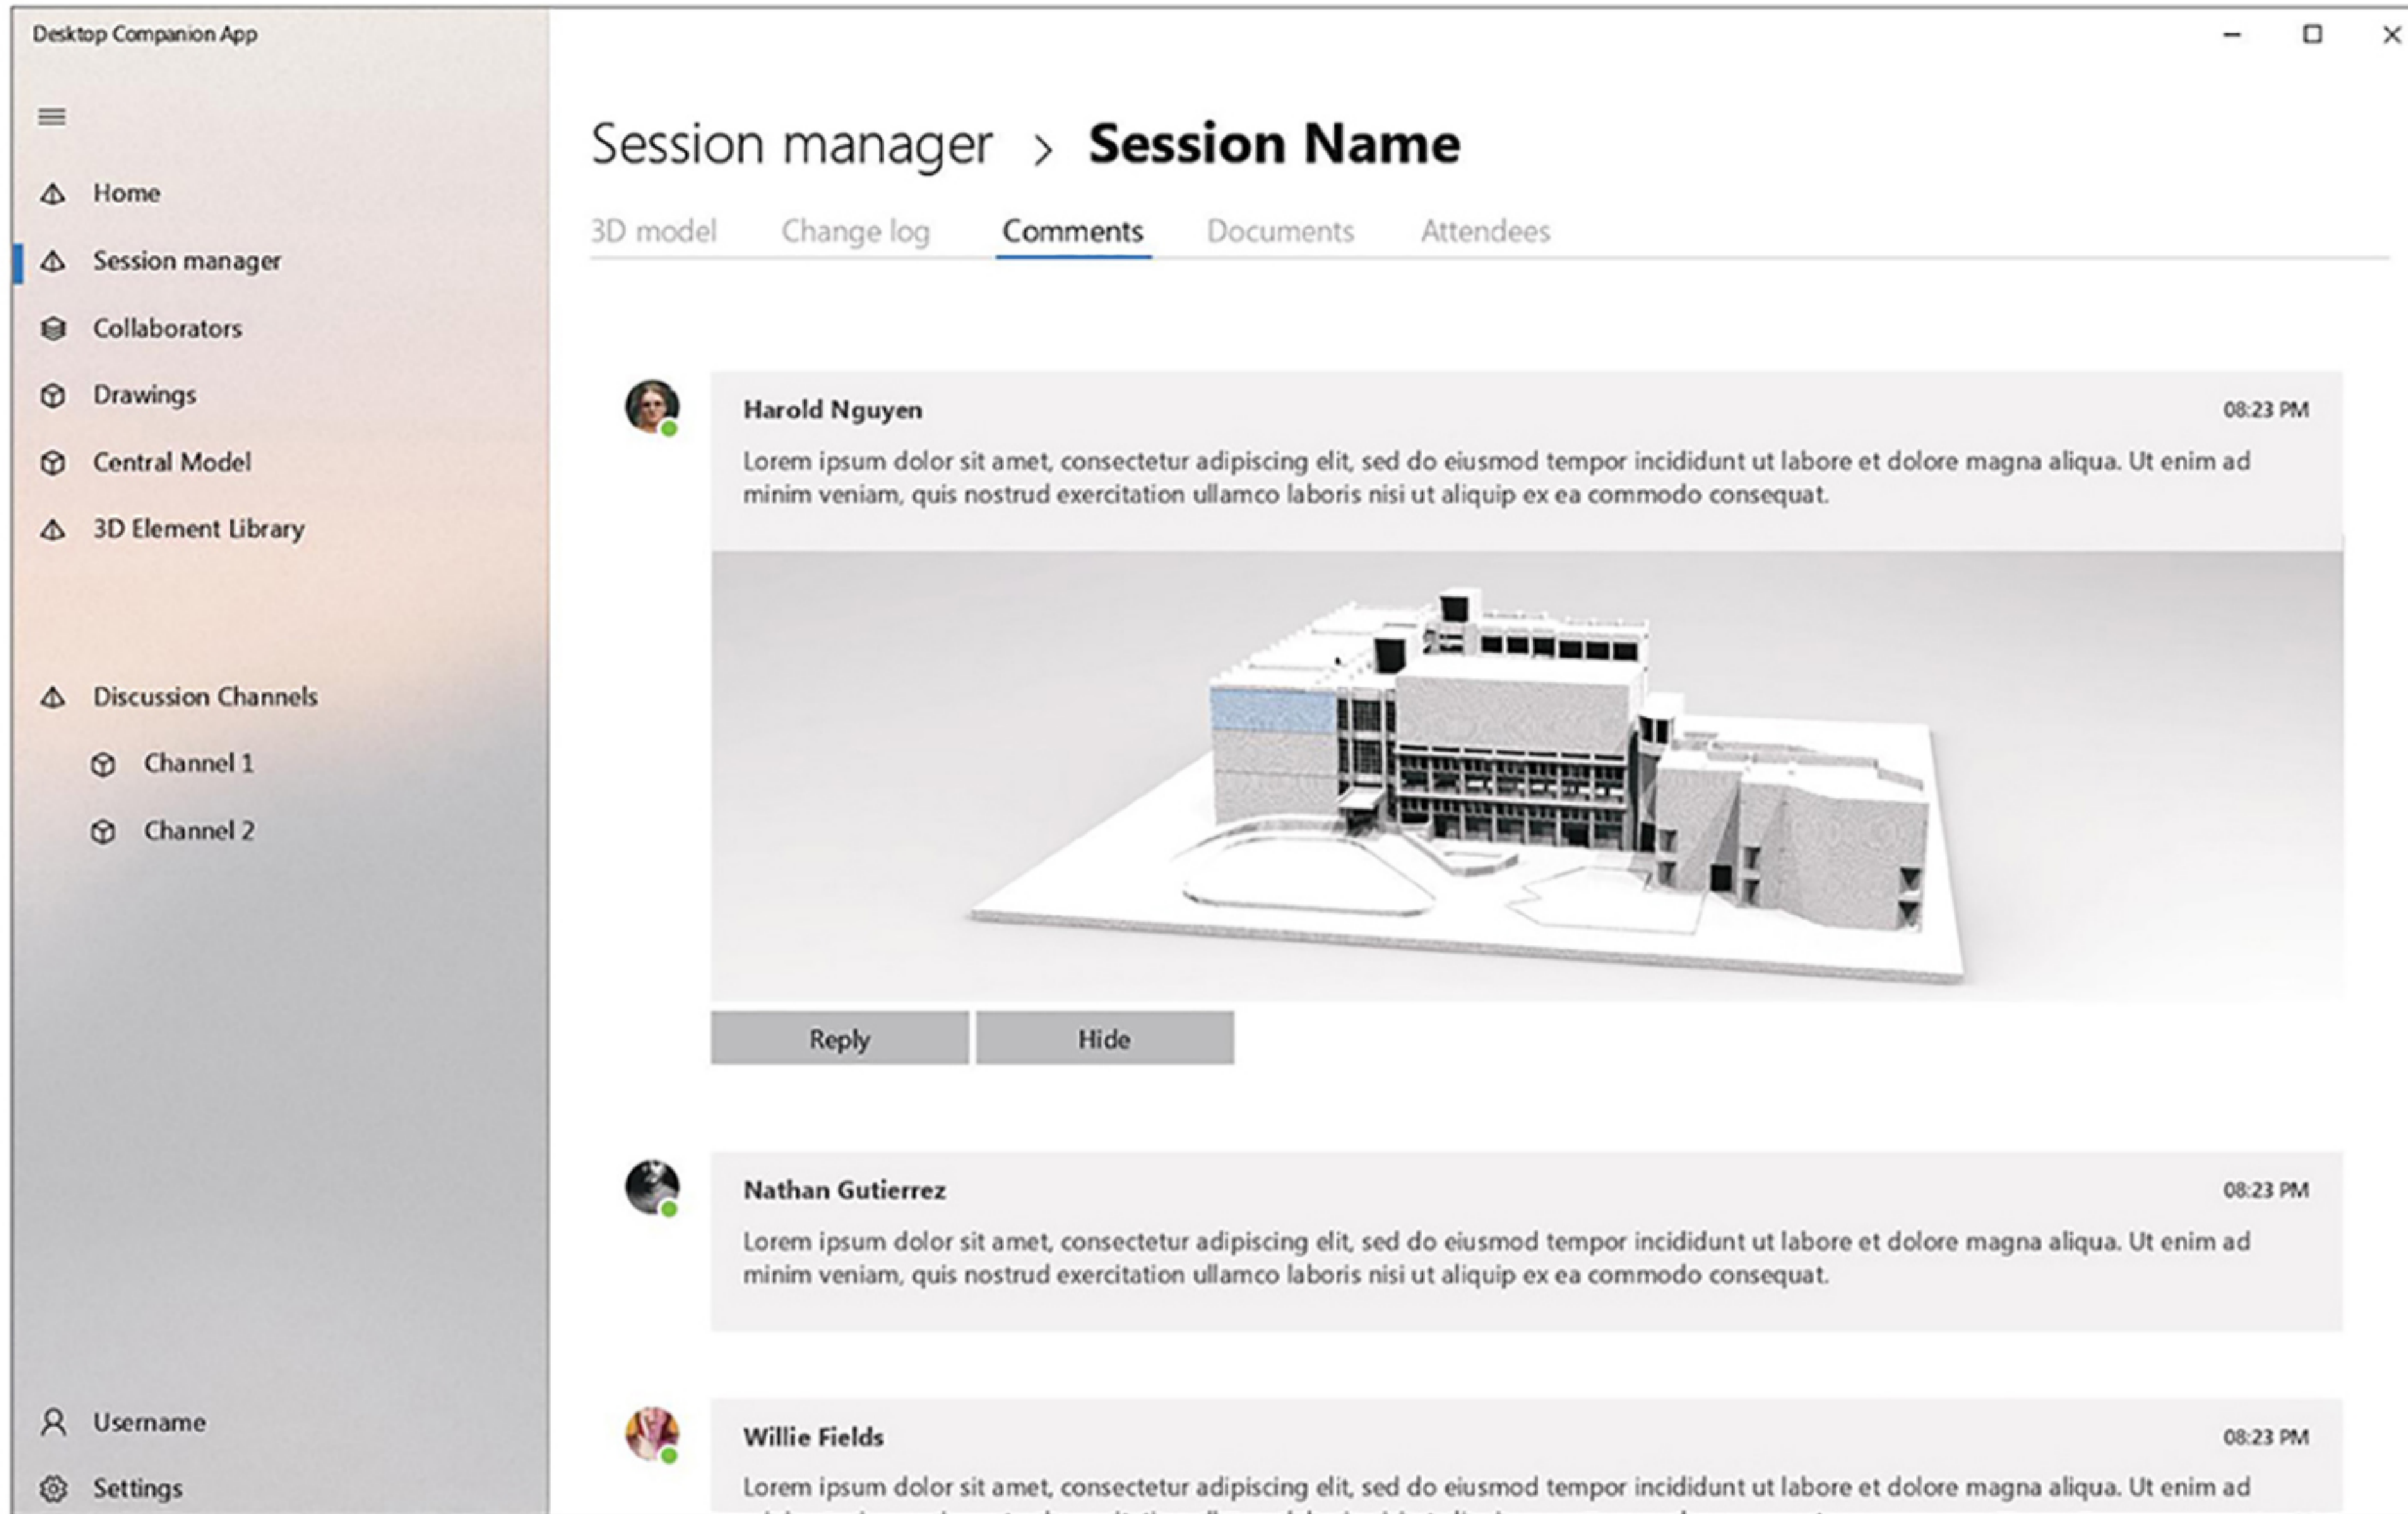 Desktop Companion App
Home
Session manager
Collaborators
Drawings
Central Model
3D Element Library
Discussion Channels
Channel 1
Channel 2
Username
Settings
Session manager > Session Name
3D model Change log Comments Documents Attendees
Harold Nguyen 08:23 PM
Lorem ipsum dolor sit amet, consectetur adipiscing elit, sed do eiusmod tempor incididunt ut labore et dolore magna aliqua. Ut enim ad
minim veniam, quis nostrud exercitation ullamco laboris nisi ut aliquip ex ea commodo consequat.
Reply Hide
Nathan Gutierrez 08:23 PM
Lorem ipsum dolor sit amet, consectetur adipiscing elit, sed do eiusmod tempor incididunt ut labore et dolore magna aliqua. Ut enim ad
minim veniam, quis nostrud exercitation ullamco laboris nisi ut aliquip ex ea commodo consequat.
Willie Fields 08:23 PM
Lorem ipsum dolor sit amet, consectetur adipiscing elit, sed do eiusmod tempor incididunt ut labore et dolore magna aliqua. Ut enim ad